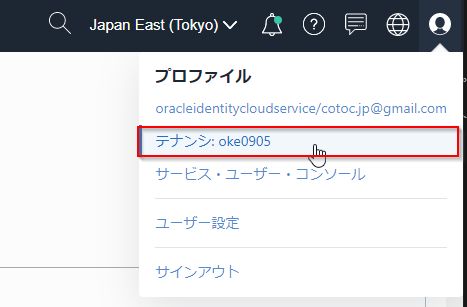 Japan East (Tokyo)
プロファイル
oracleidentitycloudservice/cotoc.jp@gmail.com
テナンシ: oke0905
サービス・ユーザー・コンソール
ユーザー設定
サインアウト